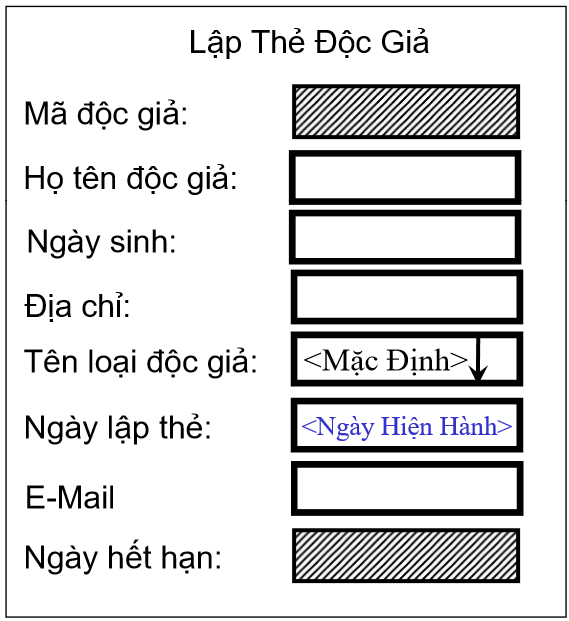 Lập Thẻ Độc Giả
Mã độc giả:
Họ tên độc giả:
Ngày sinh:
Địa chỉ:
Tên loại độc giả: <Mặc Định>
Ngày lập thẻ: <Ngày Hiện Hành>
E-Mail
Ngày hết hạn: